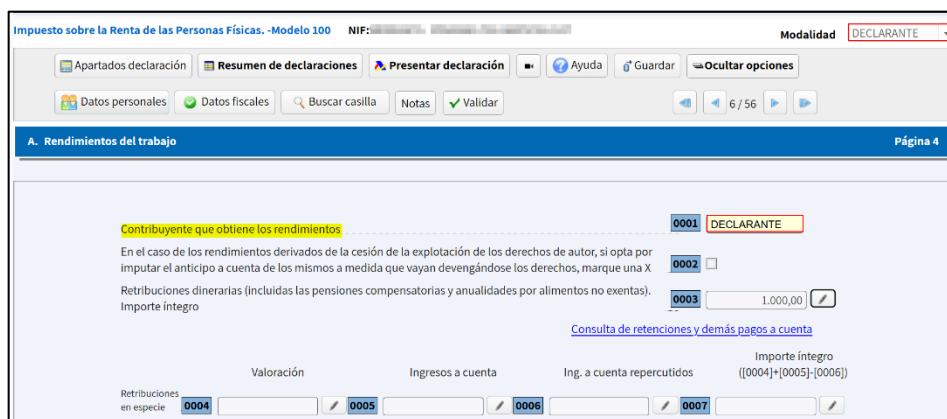 Impuesto sobre la Renta de las Personas Físicas. -Modelo 100 NIF:
Modalidad DECLARANTE
Apartados declaración Resumen de declaraciones Presentar declaración Ayuda Guardar Ocultar opciones
Datos personales Datos fiscales Buscar casilla Notas Validar 6 / 56
A. Rendimientos del trabajo Página 4
Contribuyente que obtiene los rendimientos 0001 DECLARANTE
En el caso de los rendimientos derivados de la cesión de la explotación de los derechos de autor, si opta por
imputar el anticipo a cuenta de los mismos a medida que vayan devengándose los derechos, marque una X 0002
Retribuciones dinerarias (incluidas las pensiones compensatorias y anualidades por alimentos no exentas).
Importe íntegro 0003 1.000,00
Consulta de retenciones y demás pagos a cuenta
Valoración Ingresos a cuenta Ing. a cuenta repercutidos Importe íntegro
([0004]+[0005]-[0006])
Retribuciones
en especie 0004 0005 0006 0007